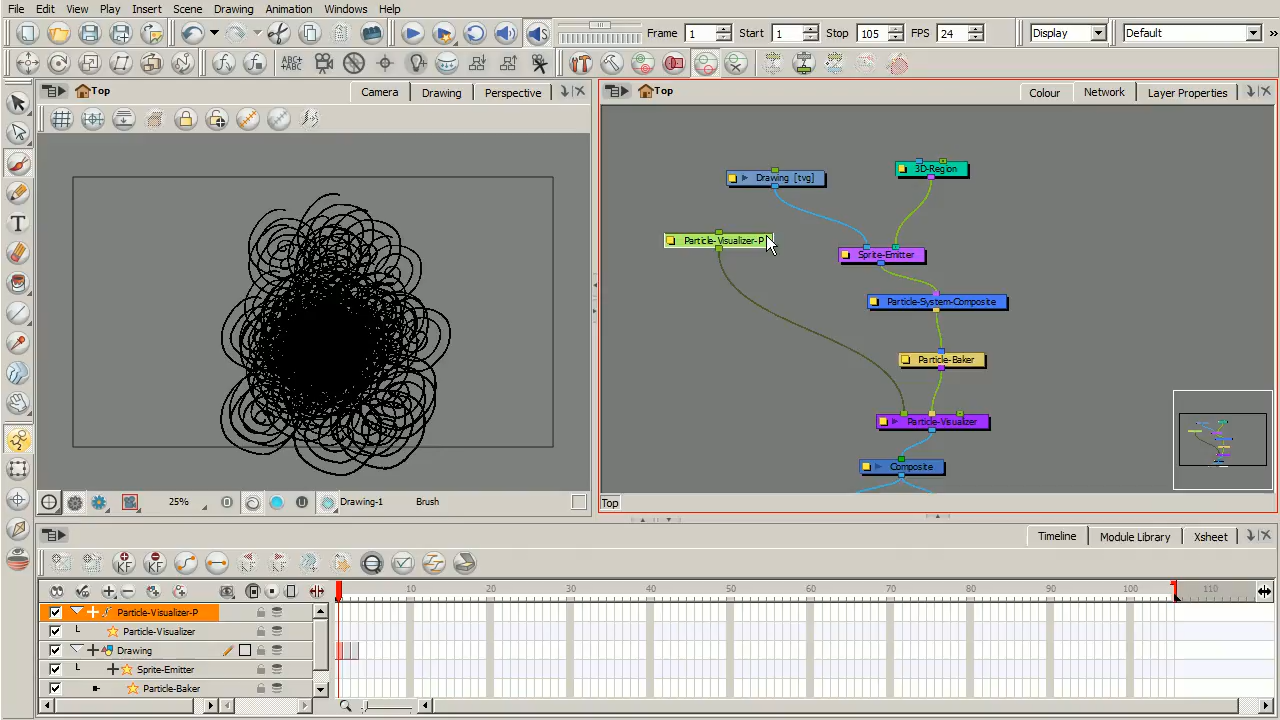 File Edit View Play Insert Scene Drawing Animation Windows Help
Frame 1 Start 1 Stop 105 FPS 24 Display Default »
ABC+
Top Camera Drawing Perspective
Top Colour Network Layer Properties
Drawing [tvg]
3D-Region
Particle-Visualizer-P
Sprite-Emitter
Particle-System-Composite
Particle-Baker
Particle-Visualizer
Composite
25% Drawing-1 Brush
Top
Timeline Module Library Xsheet
KF KF
10 20 30 40 50 60 70 80 90 100 110
Particle-Visualizer-P
Particle-Visualizer
Drawing
Sprite-Emitter
Particle-Baker